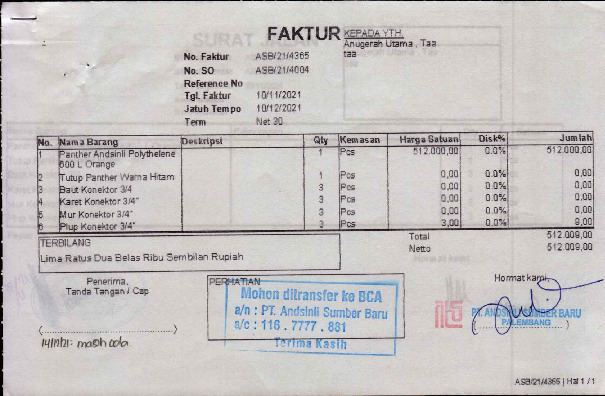 FAKTUR
KEPADA YTH.
Anugerah Utama , Taa
taa
No. Faktur ASB/21/4365
No. SO ASB/21/4004
Reference No
Tgl. Faktur 10/11/2021
Jatuh Tempo 10/12/2021
Term Net 30
No. Nama Barang Deskripsi Qty Kemasan Harga Satuan Disk% Jumlah
1 Panther Andsinli Polythelene 1 Pcs 512.000,00 0.0% 512.000,00
600 L Orange
2 Tutup Panther Warna Hitam 1 Pcs 0,00 0.0% 0,00
3 Baut Konektor 3/4 3 Pcs 0,00 0.0% 0,00
4 Karet Konektor 3/4" 3 Pcs 0,00 0.0% 0,00
5 Mur Konektor 3/4" 3 Pcs 0,00 0.0% 0,00
6 Plup Konektor 3/4" 3 Pcs 3,00 0.0% 9,00
Total 512.009,00
Netto 512.009,00
TERBILANG
Lima Ratus Dua Belas Ribu Sembilan Rupiah
Penerima,
Tanda Tangan / Cap
PERHATIAN
Mohon ditransfer ke BCA
a/n : PT. Andsinli Sumber Baru
a/c : 116 . 7777 . 881
Terima Kasih
Hormat kami,
PT. ANDSINLI SUMBER BARU
PALEMBANG
ASB/21/4365 | Hal 1 / 1